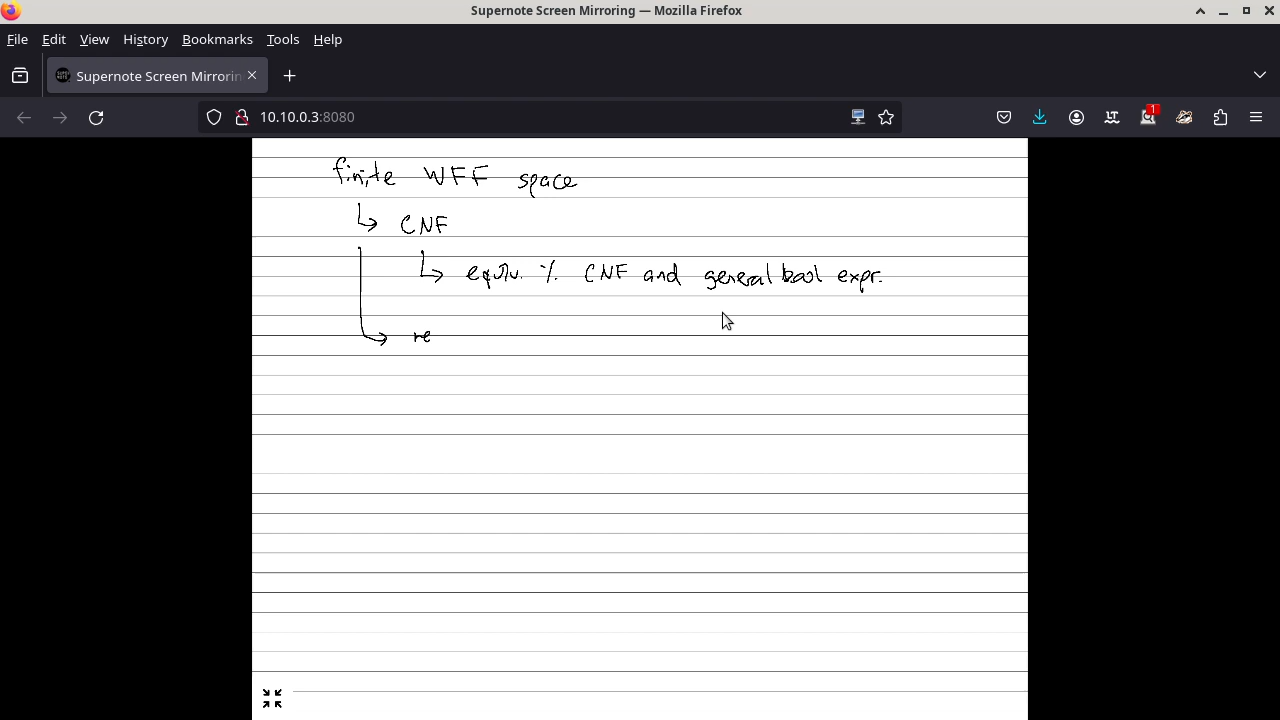 Supernote Screen Mirroring — Mozilla Firefox
File Edit View History Bookmarks Tools Help
Supernote Screen Mirrorin
10.10.0.3:8080
1
finite WFF space
↳ CNF
↳ equiv. % CNF and general bool expr.
↳ re